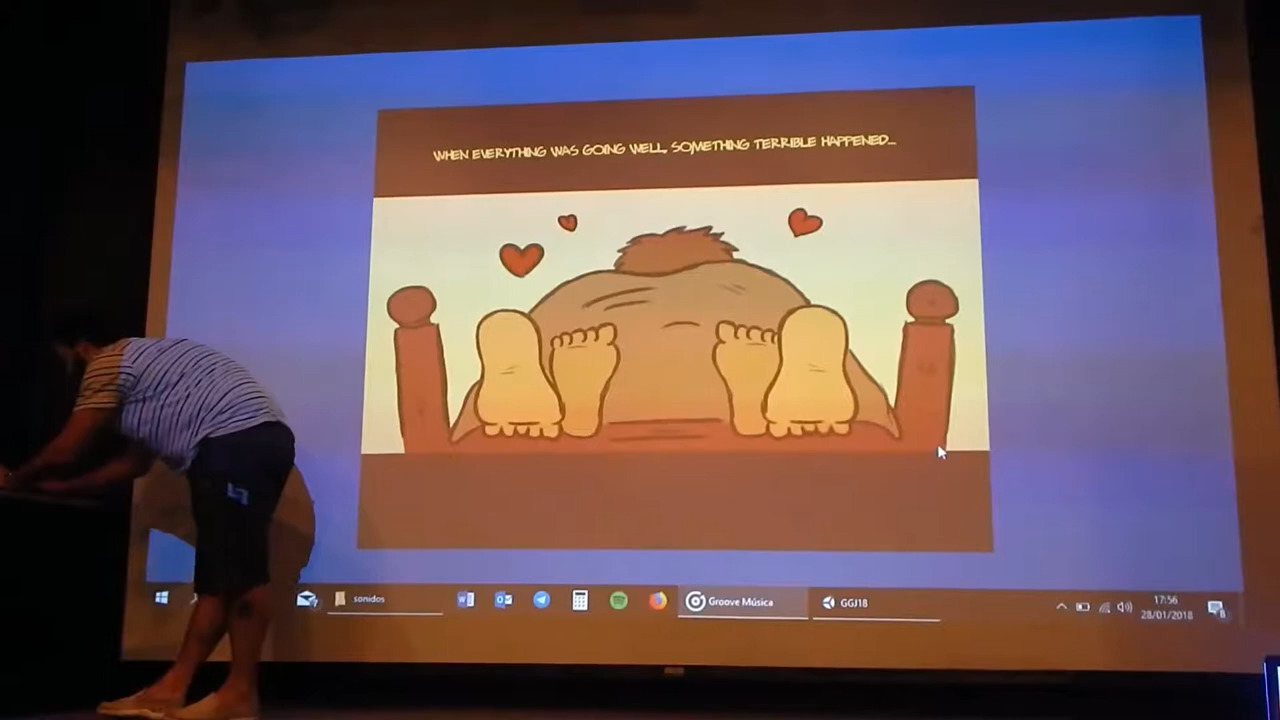 WHEN EVERYTHING WAS GOING WELL, SOMETHING TERRIBLE HAPPENED...
sonidos
Groove Música
GGJ18
17:56
28/01/2018